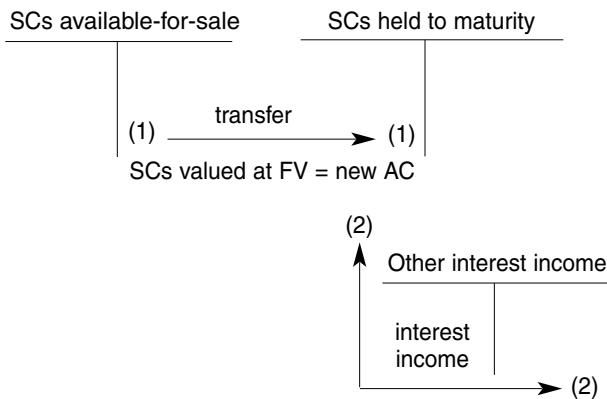 SCs available-for-sale
SCs held to maturity
transfer
(1)
(1)
SCs valued at FV = new AC
(2)
Other interest income
interest
income
(2)